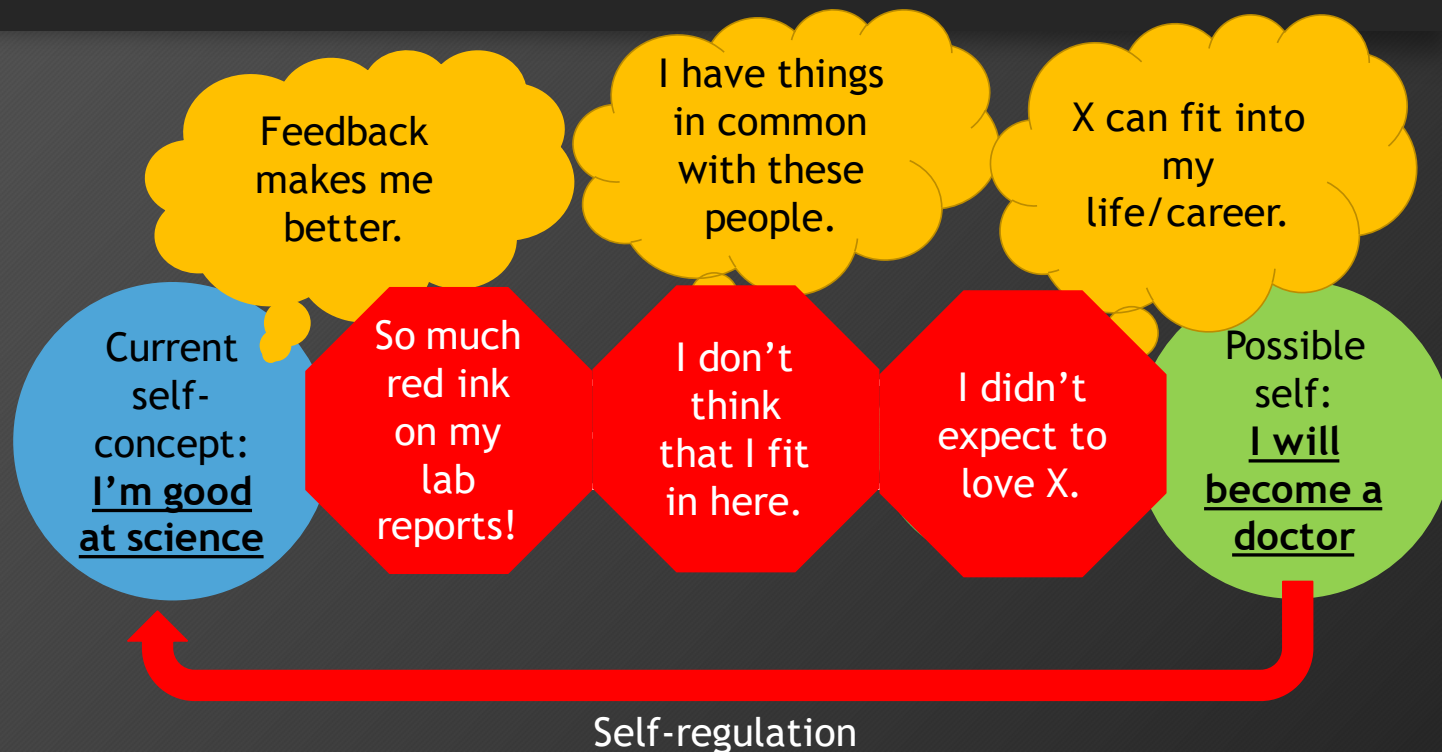 Feedback
makes me
better.
I have things
in common
with these
people.
X can fit into
my
life/career.
Current
self-
concept:
I’m good
at science
So much
red ink
on my
lab
reports!
I don’t
think
that I fit
in here.
I didn’t
expect to
love X.
Possible
self:
I will
become a
doctor
Self-regulation